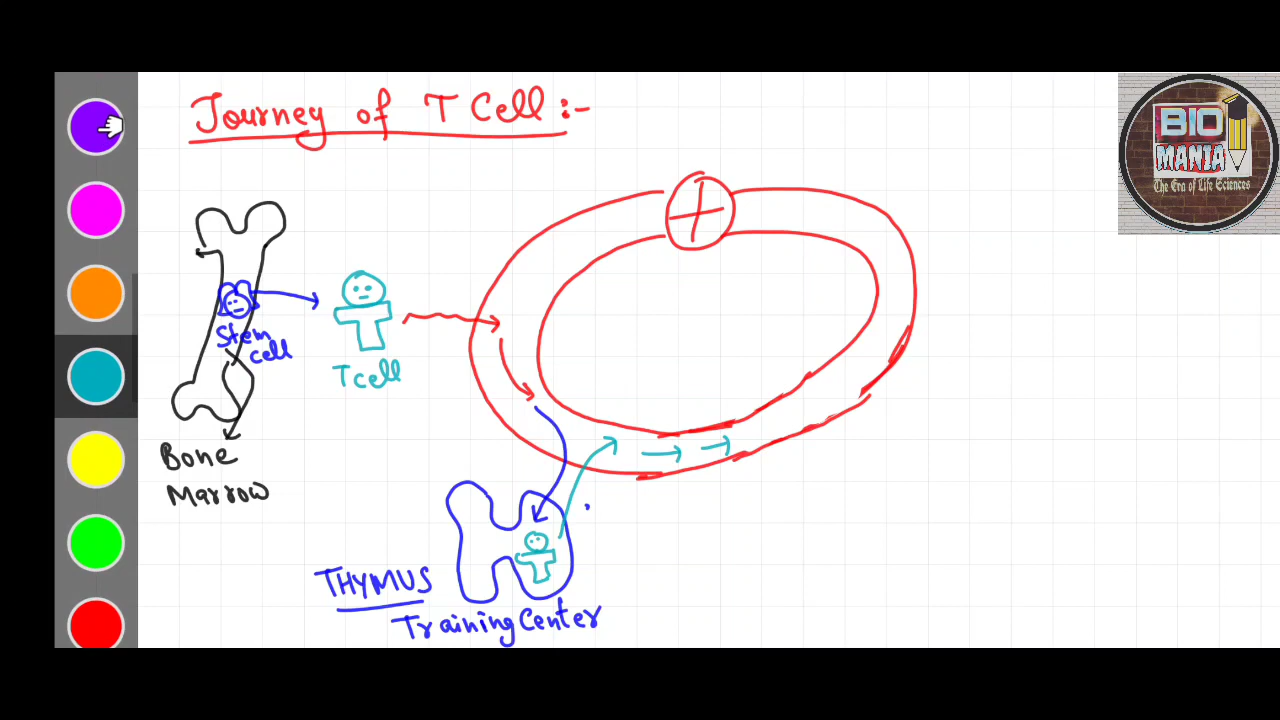 Journey of T Cell :-
BIO
MANIA
The Era of Life Sciences
Stem
cell
T cell
Bone
Marrow
THYMUS
Training Center